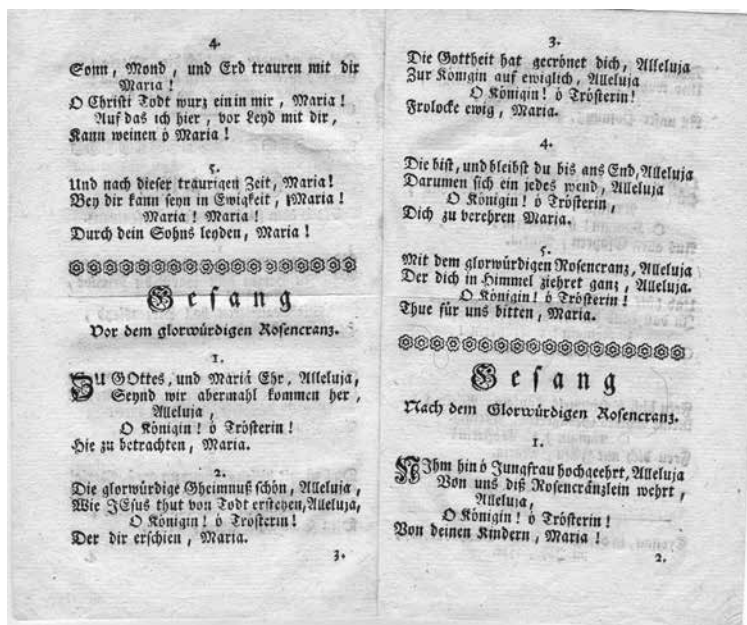 4.
Sonn, Mond, und Erd trauren mit dir
Maria!
O Christi Todt wurz ein in mir, Maria!
Auf das ich hier, vor Leyd mit dir,
Kann weinen ô Maria!
5.
Und nach dieser traurigen Zeit, Maria!
Bey dir kann seyn in Ewigkeit, Maria!
Maria! Maria!
Durch dein Sohns leyden, Maria!
Gesang
Vor dem glorwürdigen Rosencranz.
1.
Zu GOttes, und Mariä Ehr, Alleluja,
Seynd wir abermahl kommen her,
Alleluja,
O Königin! ô Trösterin!
Hie zu betrachten, Maria.
2.
Die glorwürdige Gheimnuß schön, Alleluja,
Wie JEsus thut von Todt erstehen, Alleluja,
O Königin! ô Trösterin!
Der dir erschien, Maria.
3.
3.
Die Gottheit hat gecrönet dich, Alleluja
Zur Königin auf ewiglich, Alleluja
O Königin! ô Trösterin!
Frolocke ewig, Maria.
4.
Die bist, und bleibst du bis ans End, Alleluja
Darumen sich ein jedes wend, Alleluja
O Königin! ô Trösterin,
Dich zu verehren Maria.
5.
Mit dem glorwürdigen Rosencranz, Alleluja
Der dich in Himmel ziehret ganz, Alleluja.
O Königin! ô Trösterin!
Thue für uns bitten, Maria.
Gesang
Nach dem Glorwürdigen Rosencranz.
1.
NIhm hin ô Jungfrau hochgeehrt, Alleluja
Von uns diß Rosencränzlein wehrt,
Alleluja,
O Königin! ô Trösterin!
Von deinen Kindern, Maria!
2.